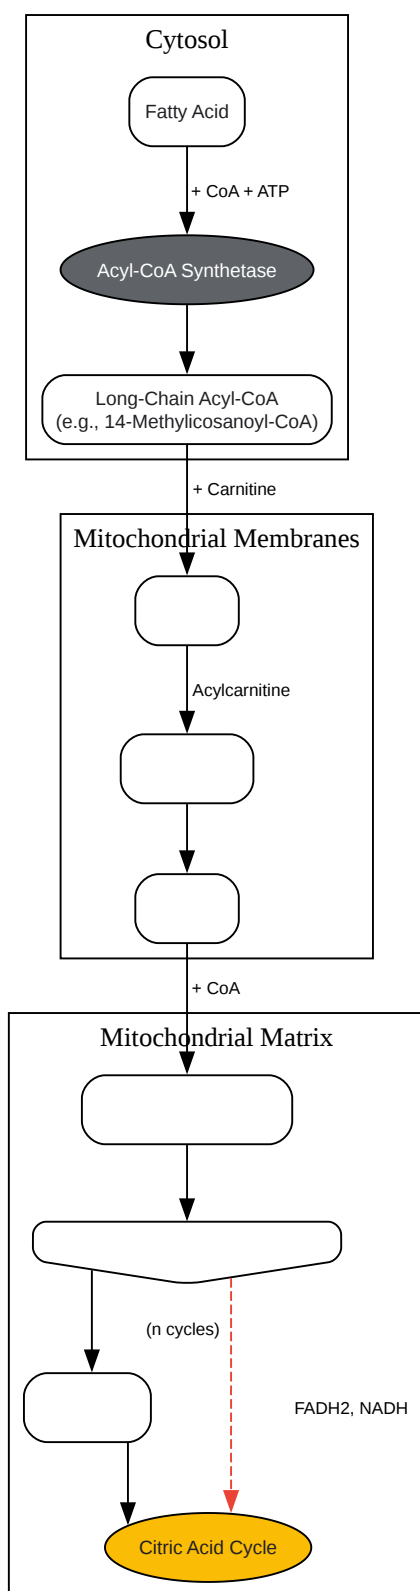 Cytosol
Fatty Acid
+ CoA + ATP
Acyl-CoA Synthetase
Long-Chain Acyl-CoA
(e.g., 14-Methylicosanoyl-CoA)
+ Carnitine
Mitochondrial Membranes
Acylcarnitine
+ CoA
Mitochondrial Matrix
(n cycles)
FADH2, NADH
Citric Acid Cycle